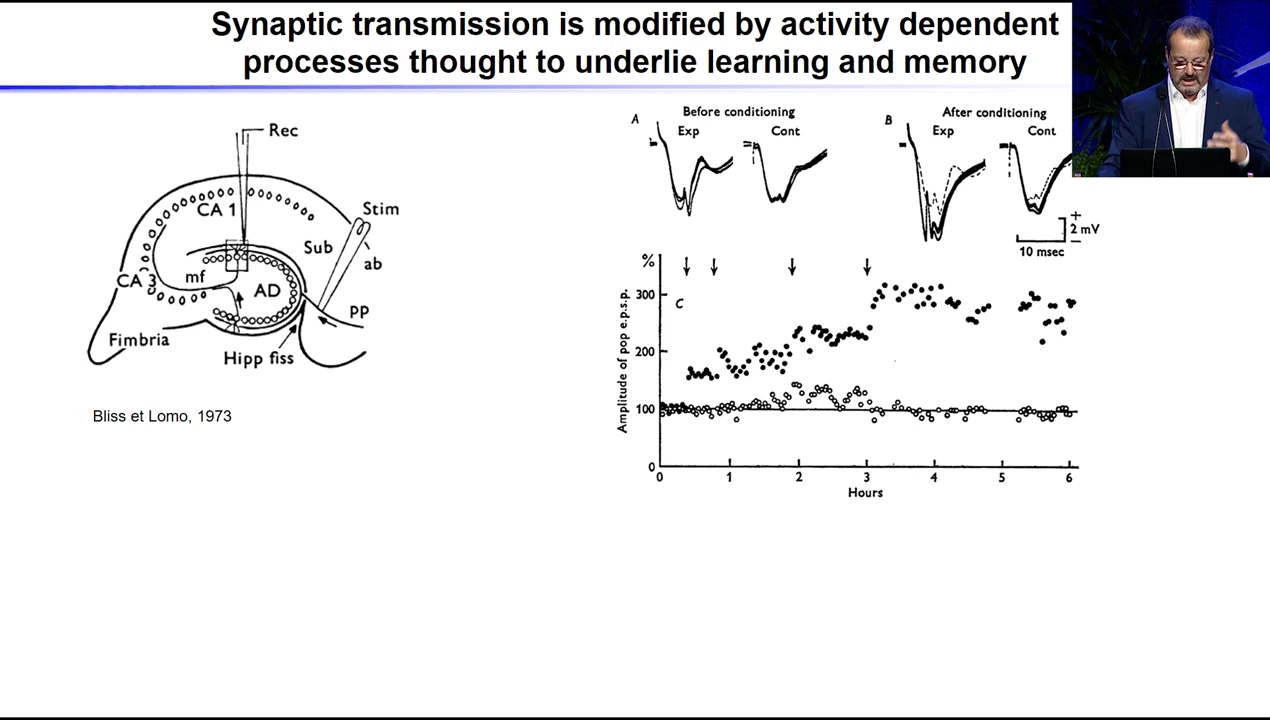 Synaptic transmission is modified by activity dependent
processes thought to underlie learning and memory
Rec
CA 1
Stim
Sub
ab
CA 3
mf
AD
PP
Fimbria
Hipp fiss
Bliss et Lomo, 1973
A
Before conditioning
Exp
Cont
B
After conditioning
Exp
Cont
+
2 mV
−
10 msec
%
C
300
200
100
0
Amplitude of pop e.p.s.p.
0 1 2 3 4 5 6
Hours